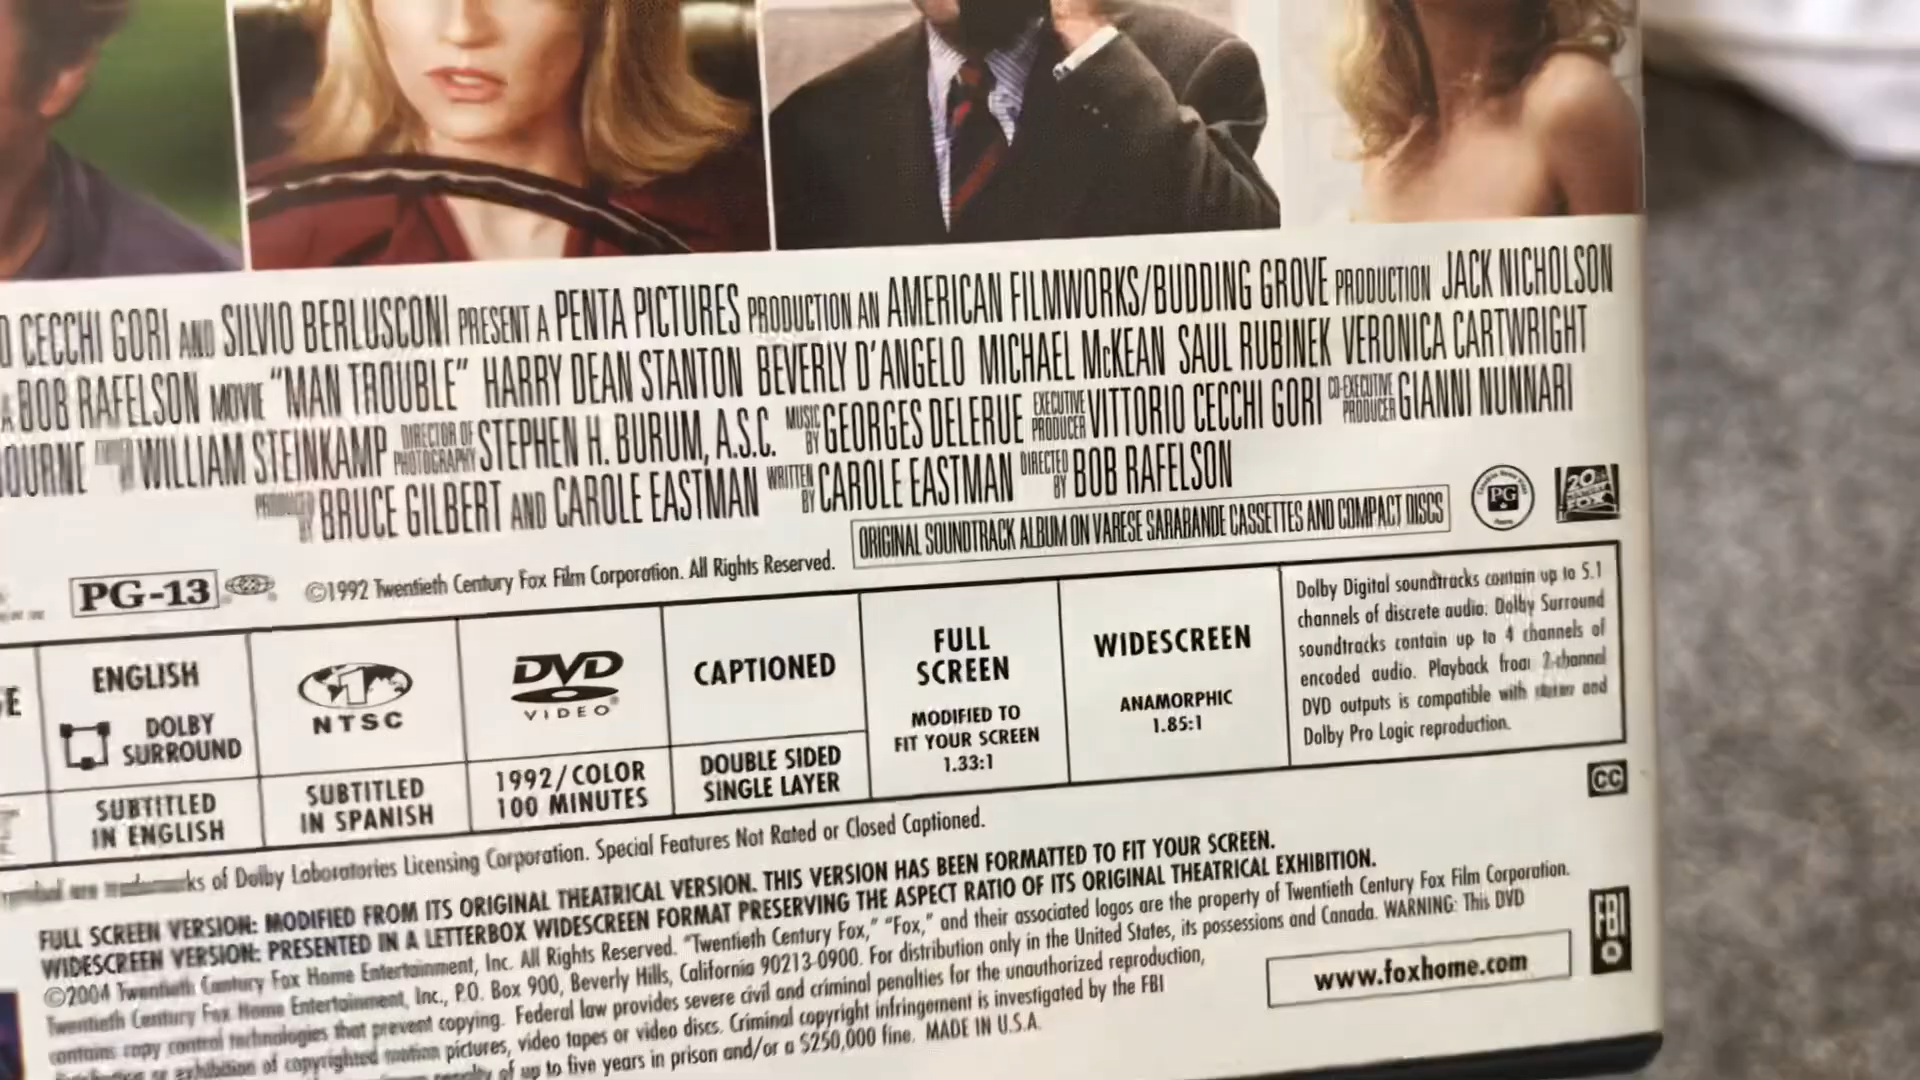 CECCHI GORI AND SILVIO BERLUSCONI PRESENT A PENTA PICTURES PRODUCTION AN AMERICAN FILMWORKS/BUDDING GROVE PRODUCTION JACK NICHOLSON
A BOB RAFELSON MOVIE "MAN TROUBLE" HARRY DEAN STANTON BEVERLY D'ANGELO MICHAEL McKEAN SAUL RUBINEK VERONICA CARTWRIGHT
OURNE WILLIAM STEINKAMP DIRECTOR OF PHOTOGRAPHY STEPHEN H. BURUM, A.S.C. MUSIC BY GEORGES DELERUE EXECUTIVE PRODUCER VITTORIO CECCHI GORI CO-EXECUTIVE PRODUCER GIANNI NUNNARI
PRODUCED BY BRUCE GILBERT AND CAROLE EASTMAN WRITTEN BY CAROLE EASTMAN DIRECTED BY BOB RAFELSON
ORIGINAL SOUNDTRACK ALBUM ON VARESE SARABANDE CASSETTES AND COMPACT DISCS
PG
20th CENTURY FOX
PG-13
©1992 Twentieth Century Fox Film Corporation. All Rights Reserved.
ENGLISH
DOLBY
SURROUND
SUBTITLED
IN ENGLISH
1
NTSC
SUBTITLED
IN SPANISH
DVD
VIDEO
1992/COLOR
100 MINUTES
CAPTIONED
DOUBLE SIDED
SINGLE LAYER
FULL
SCREEN
MODIFIED TO
FIT YOUR SCREEN
1.33:1
WIDESCREEN
ANAMORPHIC
1.85:1
Dolby Digital soundtracks contain up to 5.1
channels of discrete audio. Dolby Surround
soundtracks contain up to 4 channels of
encoded audio. Playback from 2-channel
DVD outputs is compatible with and
Dolby Pro Logic reproduction.
CC
of Dolby Laboratories Licensing Corporation. Special Features Not Rated or Closed Captioned.
FULL SCREEN VERSION: MODIFIED FROM ITS ORIGINAL THEATRICAL VERSION. THIS VERSION HAS BEEN FORMATTED TO FIT YOUR SCREEN.
WIDESCREEN VERSION: PRESENTED IN A LETTERBOX WIDESCREEN FORMAT PRESERVING THE ASPECT RATIO OF ITS ORIGINAL THEATRICAL EXHIBITION.
©2004 Twentieth Century Fox Home Entertainment, Inc. All Rights Reserved. "Twentieth Century Fox," "Fox," and their associated logos are the property of Twentieth Century Fox Film Corporation.
Twentieth Century Fox Home Entertainment, Inc., P.O. Box 900, Beverly Hills, California 90213-0900. For distribution only in the United States, its possessions and Canada. WARNING: This DVD
contains copy control technologies that prevent copying. Federal law provides severe civil and criminal penalties for the unauthorized reproduction,
or exhibition of copyrighted motion pictures, video tapes or video discs. Criminal copyright infringement is investigated by the FBI
of up to five years in prison and/or a $250,000 fine. MADE IN U.S.A.
www.foxhome.com
FBI